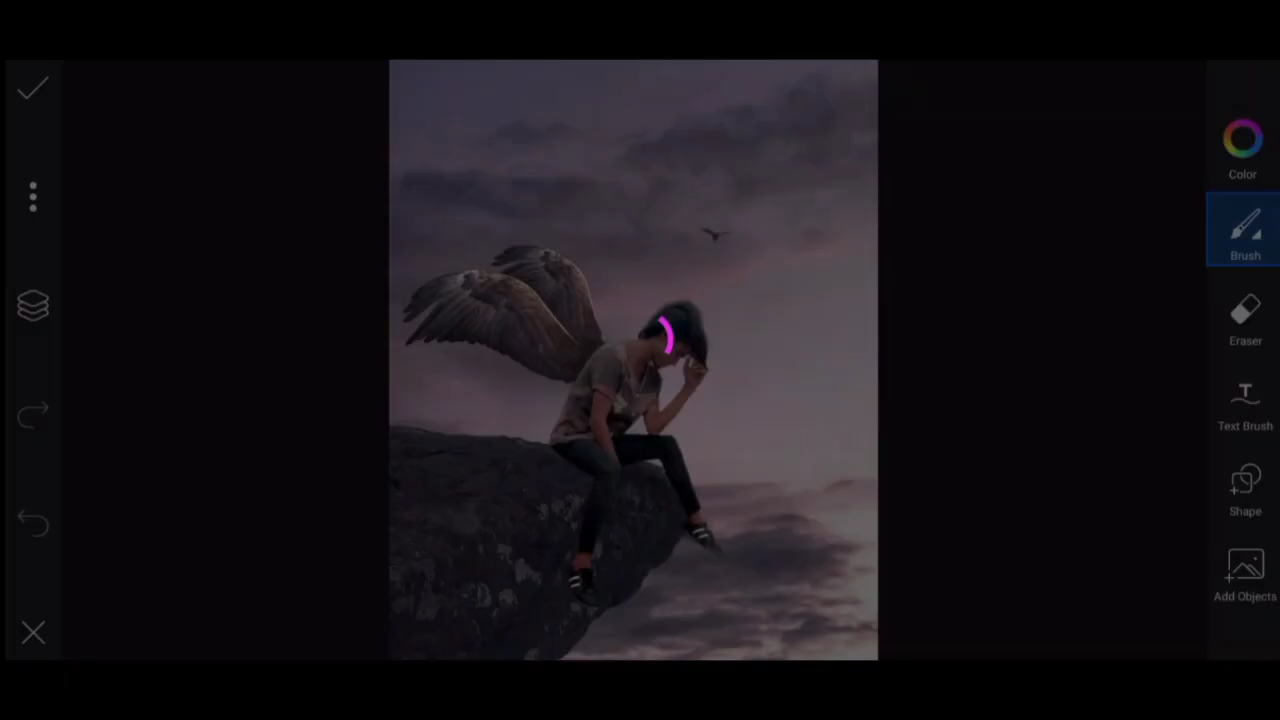 Color
Brush
Eraser
Text Brush
Shape
Add Objects